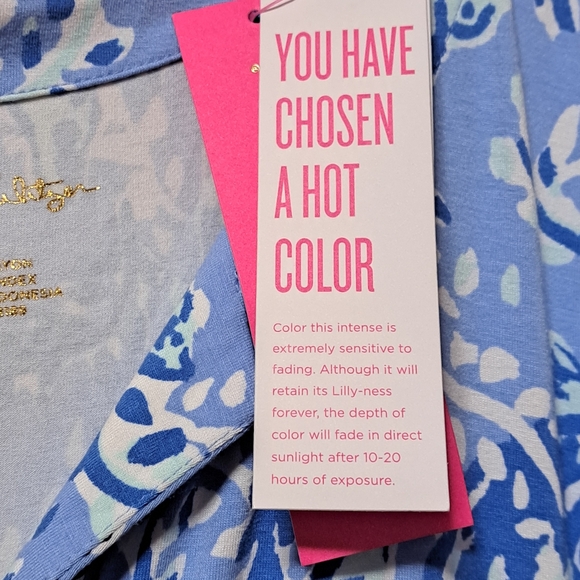 YOU HAVE
CHOSEN
A HOT
COLOR
Color this intense is
extremely sensitive to
fading. Although it will
retain its Lilly-ness
forever, the depth of
color will fade in direct
sunlight after 10-20
hours of exposure.